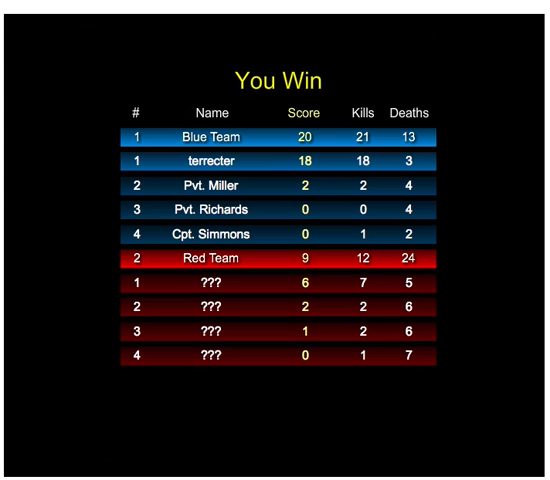 You Win
# Name Score Kills Deaths
1 Blue Team 20 21 13
1 terrecter 18 18 3
2 Pvt. Miller 2 2 4
3 Pvt. Richards 0 0 4
4 Cpt. Simmons 0 1 2
2 Red Team 9 12 24
1 ??? 6 7 5
2 ??? 2 2 6
3 ??? 1 2 6
4 ??? 0 1 7